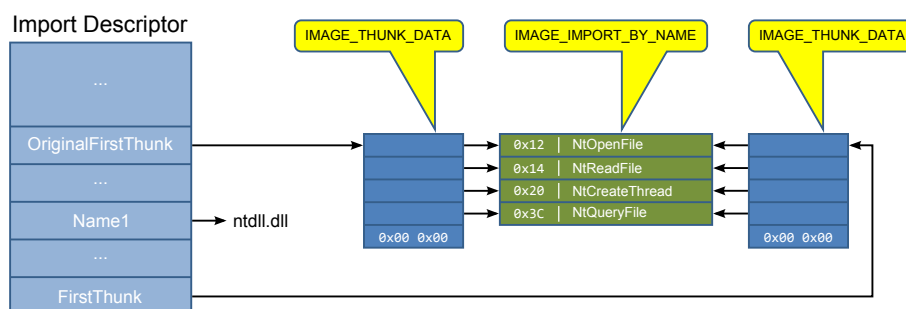 Import Descriptor
...
OriginalFirstThunk
...
Name1
...
FirstThunk
ntdll.dll
IMAGE_THUNK_DATA
0x00 0x00
IMAGE_IMPORT_BY_NAME
0x12 | NtOpenFile
0x14 | NtReadFile
0x20 | NtCreateThread
0x3C | NtQueryFile
IMAGE_THUNK_DATA
0x00 0x00